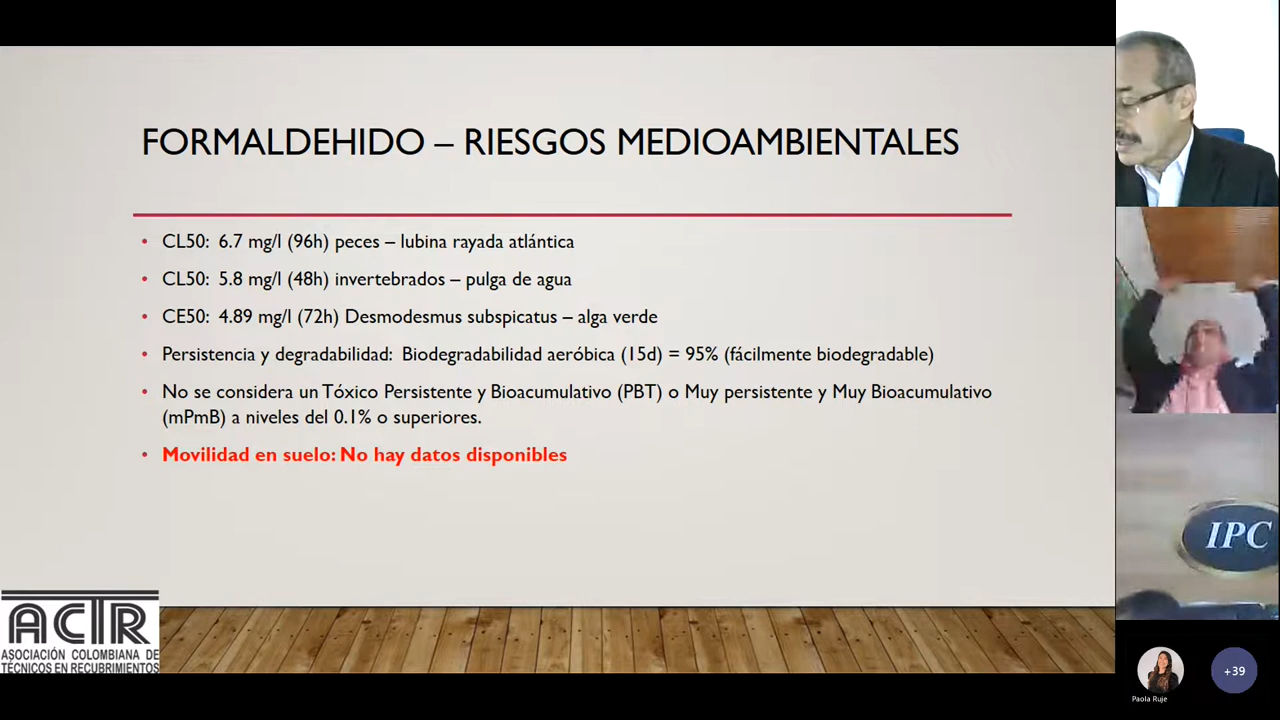 FORMALDEHIDO – RIESGOS MEDIOAMBIENTALES
• CL50: 6.7 mg/l (96h) peces – lubina rayada atlántica
• CL50: 5.8 mg/l (48h) invertebrados – pulga de agua
• CE50: 4.89 mg/l (72h) Desmodesmus subspicatus – alga verde
• Persistencia y degradabilidad: Biodegradabilidad aeróbica (15d) = 95% (fácilmente biodegradable)
• No se considera un Tóxico Persistente y Bioacumulativo (PBT) o Muy persistente y Muy Bioacumulativo
(mPmB) a niveles del 0.1% o superiores.
• Movilidad en suelo: No hay datos disponibles
ACTR
ASOCIACIÓN COLOMBIANA DE
TÉCNICOS EN RECUBRIMIENTOS
IPC
Paola Ruje
+39